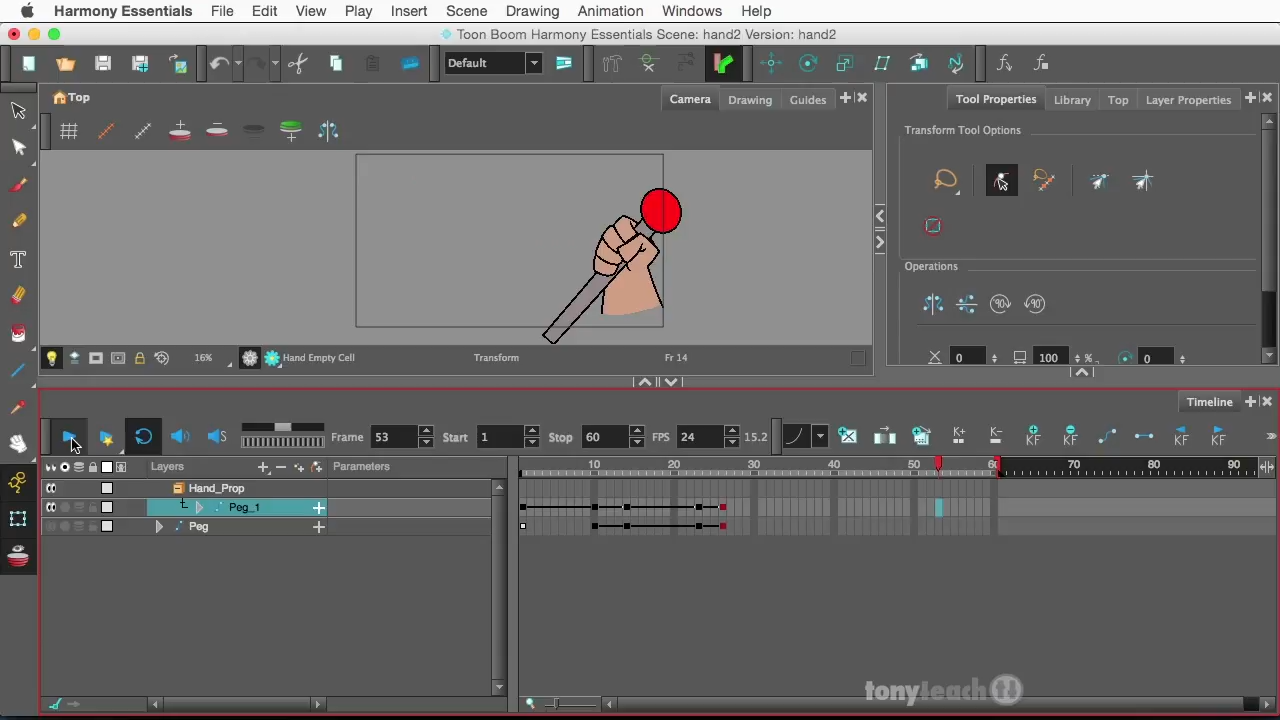 Harmony Essentials File Edit View Play Insert Scene Drawing Animation Windows Help
Toon Boom Harmony Essentials Scene: hand2 Version: hand2
Default
Top
Camera Drawing Guides
Tool Properties Library Top Layer Properties
Transform Tool Options
Operations
90 90
0 100 % 0
16% Hand Empty Cell Transform Fr 14
Timeline
S Frame 53 Start 1 Stop 60 FPS 24 15.2 K+ K- KF KF KF KF
Layers Parameters 10 20 30 40 50 60 70 80 90
Hand_Prop
Peg_1
Peg
tonyteach